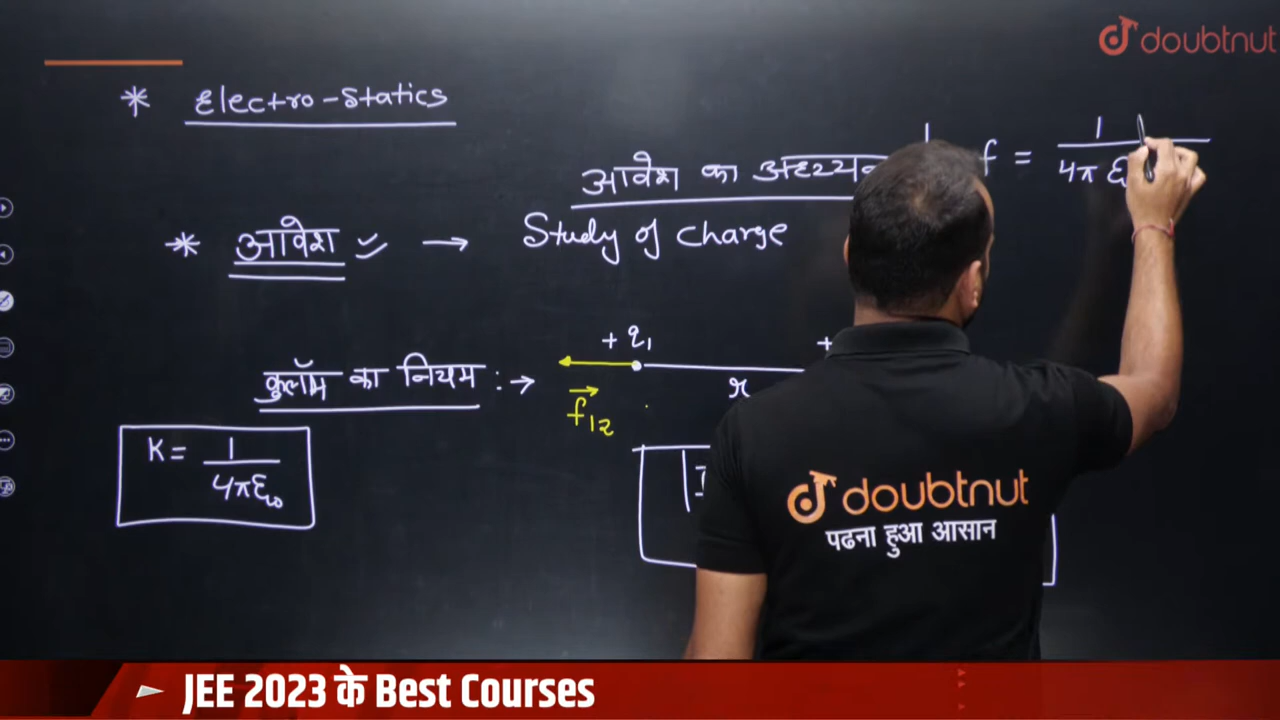 doubtnut
* Electro-Statics
आवेश का अध्ययन
f = 1 / 4π ε
* आवेश → Study of charge
+ q₁
+
कुलॉम का नियम :→
r
f₁₂
K = 1 / 4πε₀
doubtnut
पढना हुआ आसान
JEE 2023 के Best Courses